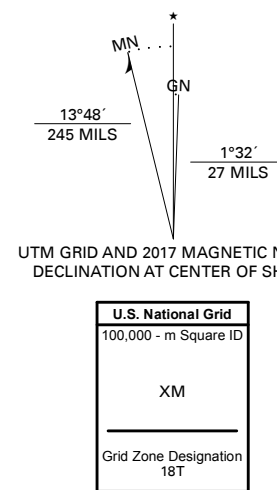 ★
MN
GN
13°48´
245 MILS
1°32´
27 MILS
UTM GRID AND 2017 MAGNETIC N
DECLINATION AT CENTER OF SH
U.S. National Grid
100,000 - m Square ID
XM
Grid Zone Designation
18T